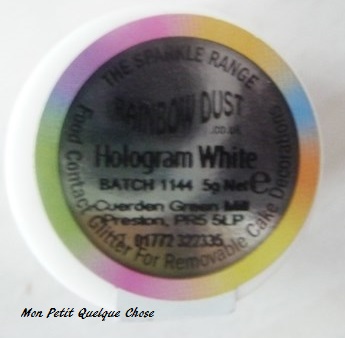 THE SPARKLE RANGE
RAINBOW DUST
.co.uk
Hologram White
BATCH 1144 5g Net e
Cuerden Green Mill
Preston, PR5 5LP
01772 322335
Food Contact Glitter For Removable Cake Decorations
Mon Petit Quelque Chose